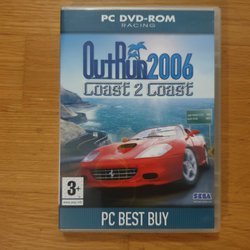 PC DVD-ROM
RACING
OutRun2006
Coast 2 Coast
3+
SEGA
PC BEST BUY